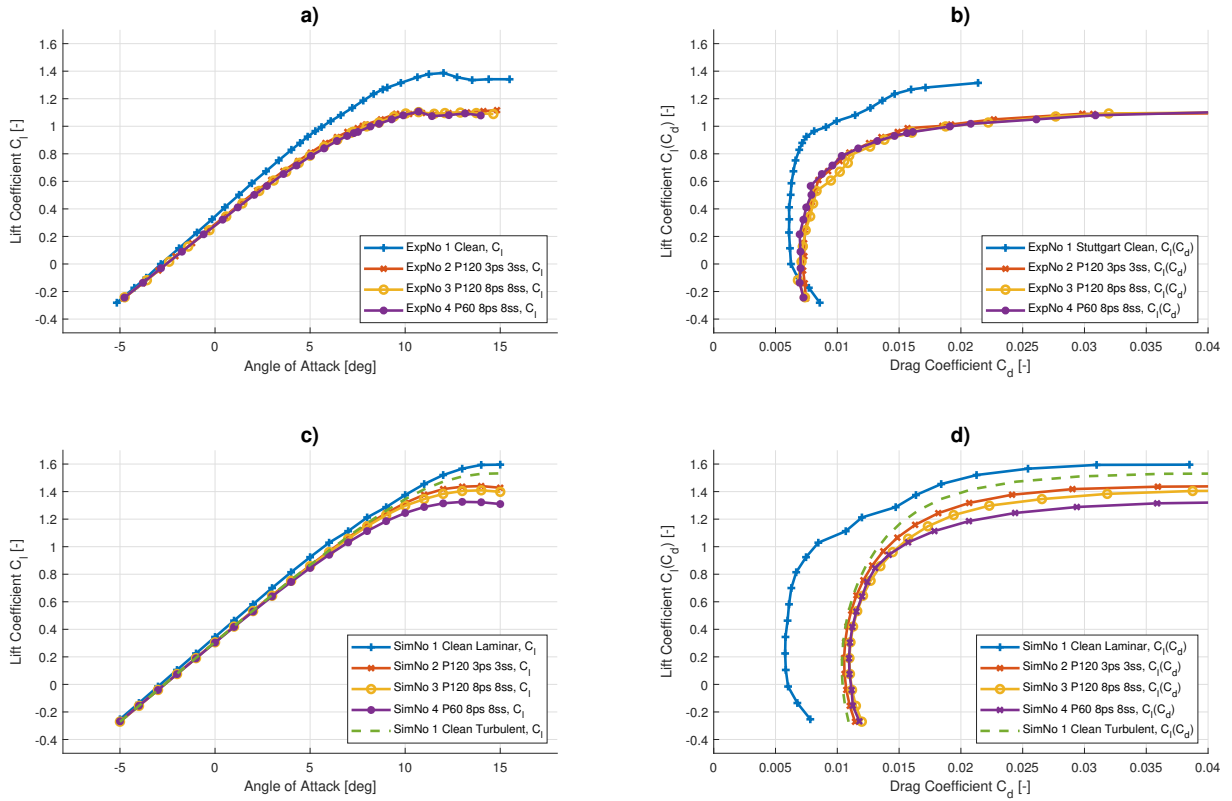 a)
Lift Coefficient C_l [-]
1.6
1.4
1.2
1
0.8
0.6
0.4
0.2
0
-0.2
-0.4
-5
0
5
10
15
Angle of Attack [deg]
ExpNo 1 Clean, C_l
ExpNo 2 P120 3ps 3ss, C_l
ExpNo 3 P120 8ps 8ss, C_l
ExpNo 4 P60 8ps 8ss, C_l
b)
Lift Coefficient C_l(C_d) [-]
1.6
1.4
1.2
1
0.8
0.6
0.4
0.2
0
-0.2
-0.4
0
0.005
0.01
0.015
0.02
0.025
0.03
0.035
0.04
Drag Coefficient C_d [-]
ExpNo 1 Stuttgart Clean, C_l(C_d)
ExpNo 2 P120 3ps 3ss, C_l(C_d)
ExpNo 3 P120 8ps 8ss, C_l(C_d)
ExpNo 4 P60 8ps 8ss, C_l(C_d)
c)
Lift Coefficient C_l [-]
1.6
1.4
1.2
1
0.8
0.6
0.4
0.2
0
-0.2
-0.4
-5
0
5
10
15
Angle of Attack [deg]
SimNo 1 Clean Laminar, C_l
SimNo 2 P120 3ps 3ss, C_l
SimNo 3 P120 8ps 8ss, C_l
SimNo 4 P60 8ps 8ss, C_l
SimNo 1 Clean Turbulent, C_l
d)
Lift Coefficient C_l(C_d) [-]
1.6
1.4
1.2
1
0.8
0.6
0.4
0.2
0
-0.2
-0.4
0
0.005
0.01
0.015
0.02
0.025
0.03
0.035
0.04
Drag Coefficient C_d [-]
SimNo 1 Clean Laminar, C_l(C_d)
SimNo 2 P120 3ps 3ss, C_l(C_d)
SimNo 3 P120 8ps 8ss, C_l(C_d)
SimNo 4 P60 8ps 8ss, C_l(C_d)
SimNo 1 Clean Turbulent, C_l(C_d)